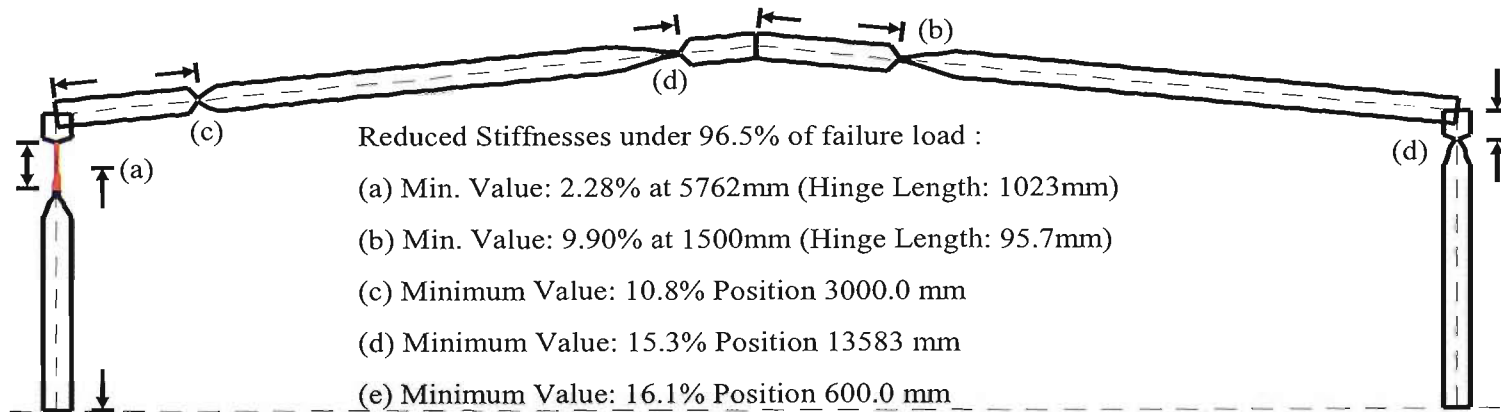 (b)
(d)
(c)
(d)
(a)
Reduced Stiffnesses under 96.5% of failure load :
(a) Min. Value: 2.28% at 5762mm (Hinge Length: 1023mm)
(b) Min. Value: 9.90% at 1500mm (Hinge Length: 95.7mm)
(c) Minimum Value: 10.8% Position 3000.0 mm
(d) Minimum Value: 15.3% Position 13583 mm
(e) Minimum Value: 16.1% Position 600.0 mm